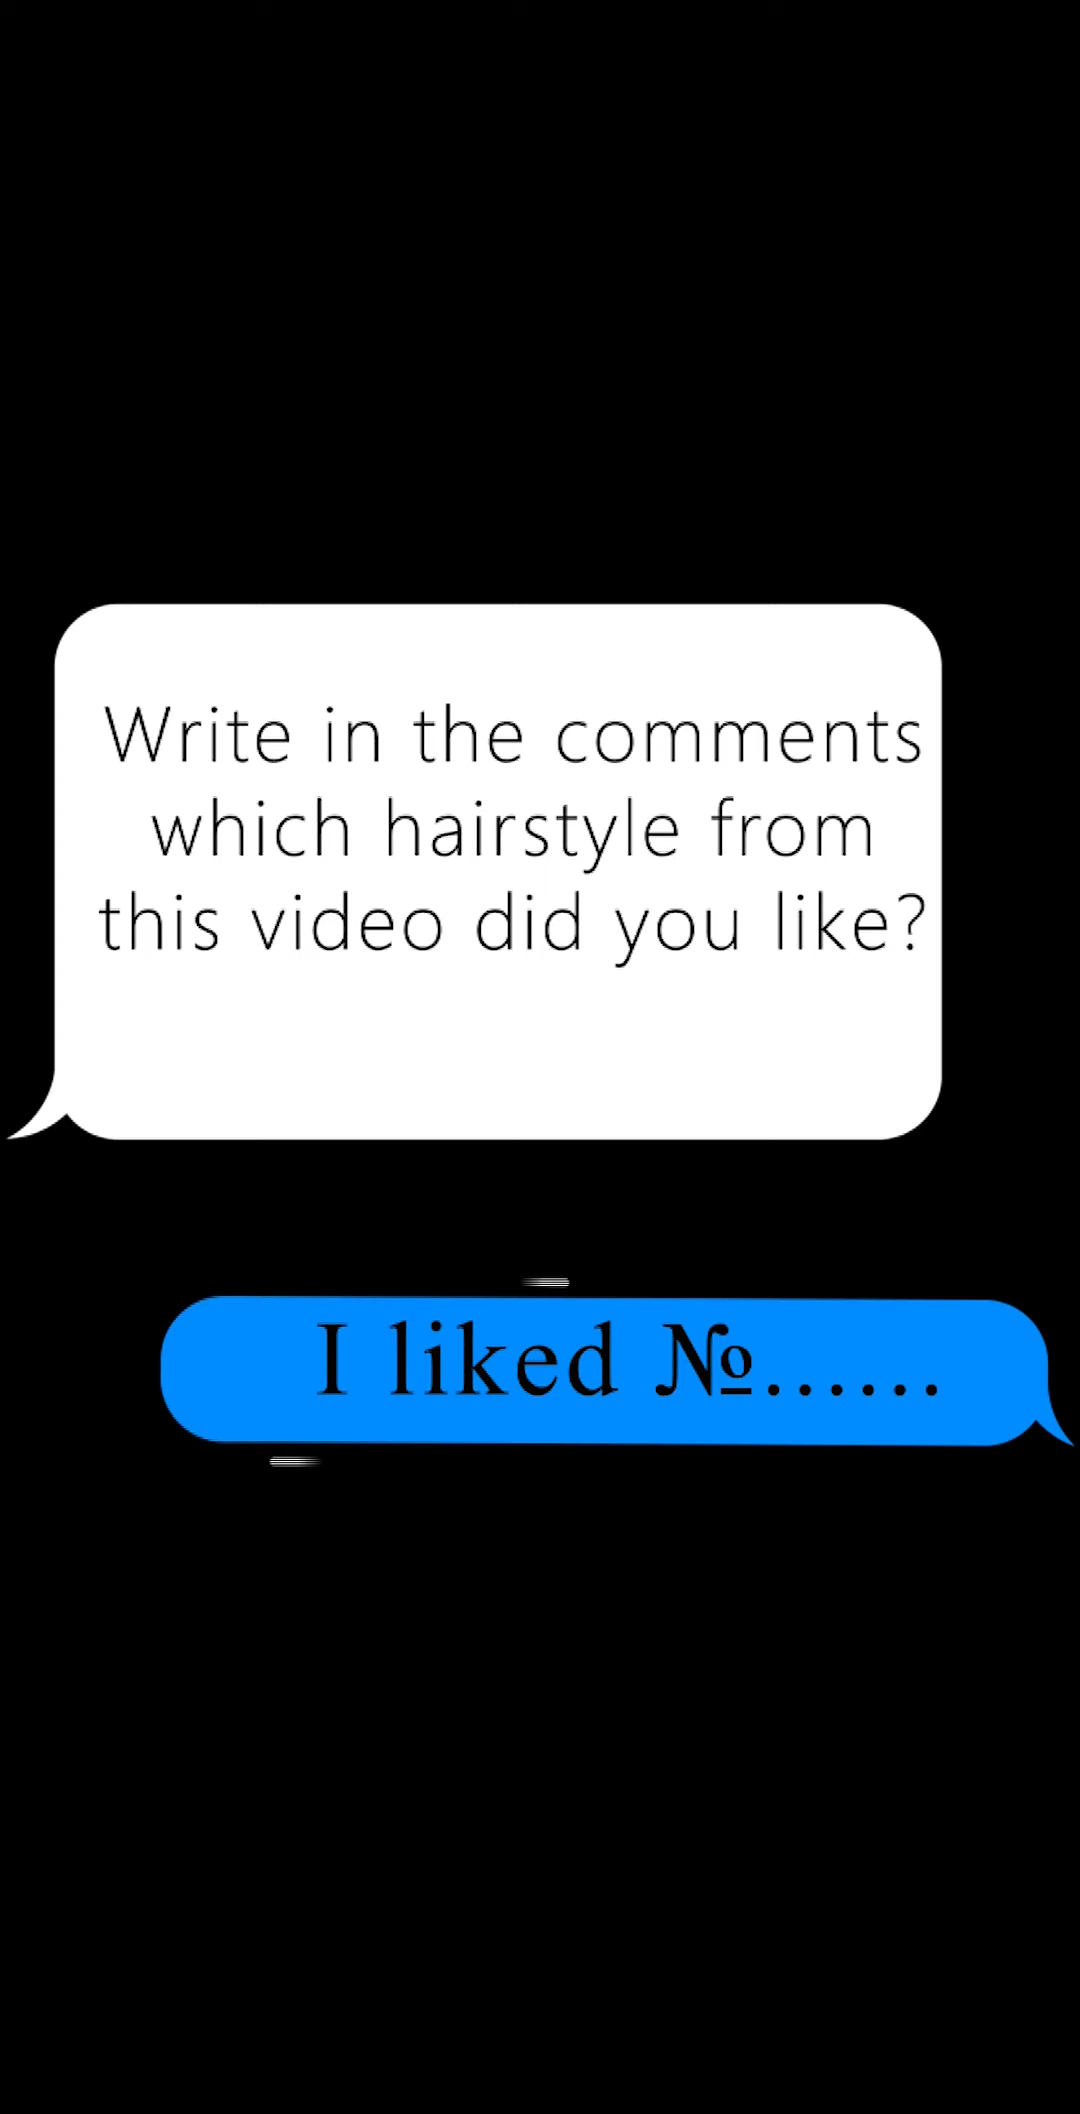 Write in the comments
which hairstyle from
this video did you like?
I liked №......